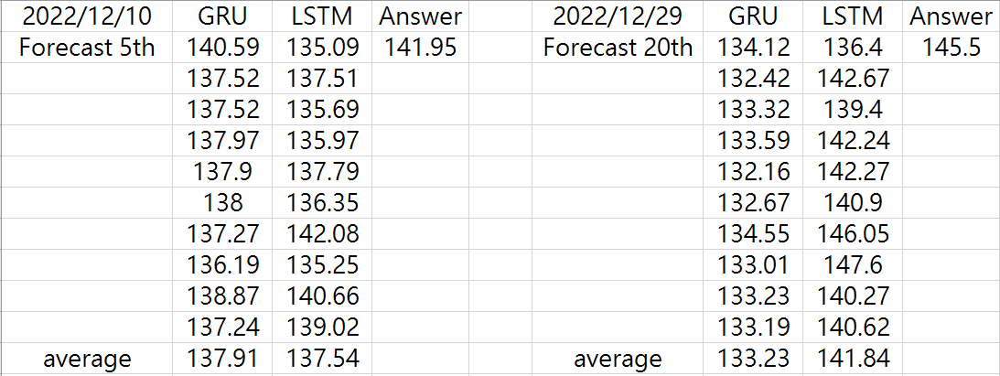 2022/12/10 GRU LSTM Answer 2022/12/29 GRU LSTM Answer
Forecast 5th 140.59 135.09 141.95 Forecast 20th 134.12 136.4 145.5
137.52 137.51 132.42 142.67
137.52 135.69 133.32 139.4
137.97 135.97 133.59 142.24
137.9 137.79 132.16 142.27
138 136.35 132.67 140.9
137.27 142.08 134.55 146.05
136.19 135.25 133.01 147.6
138.87 140.66 133.23 140.27
137.24 139.02 133.19 140.62
average 137.91 137.54 average 133.23 141.84